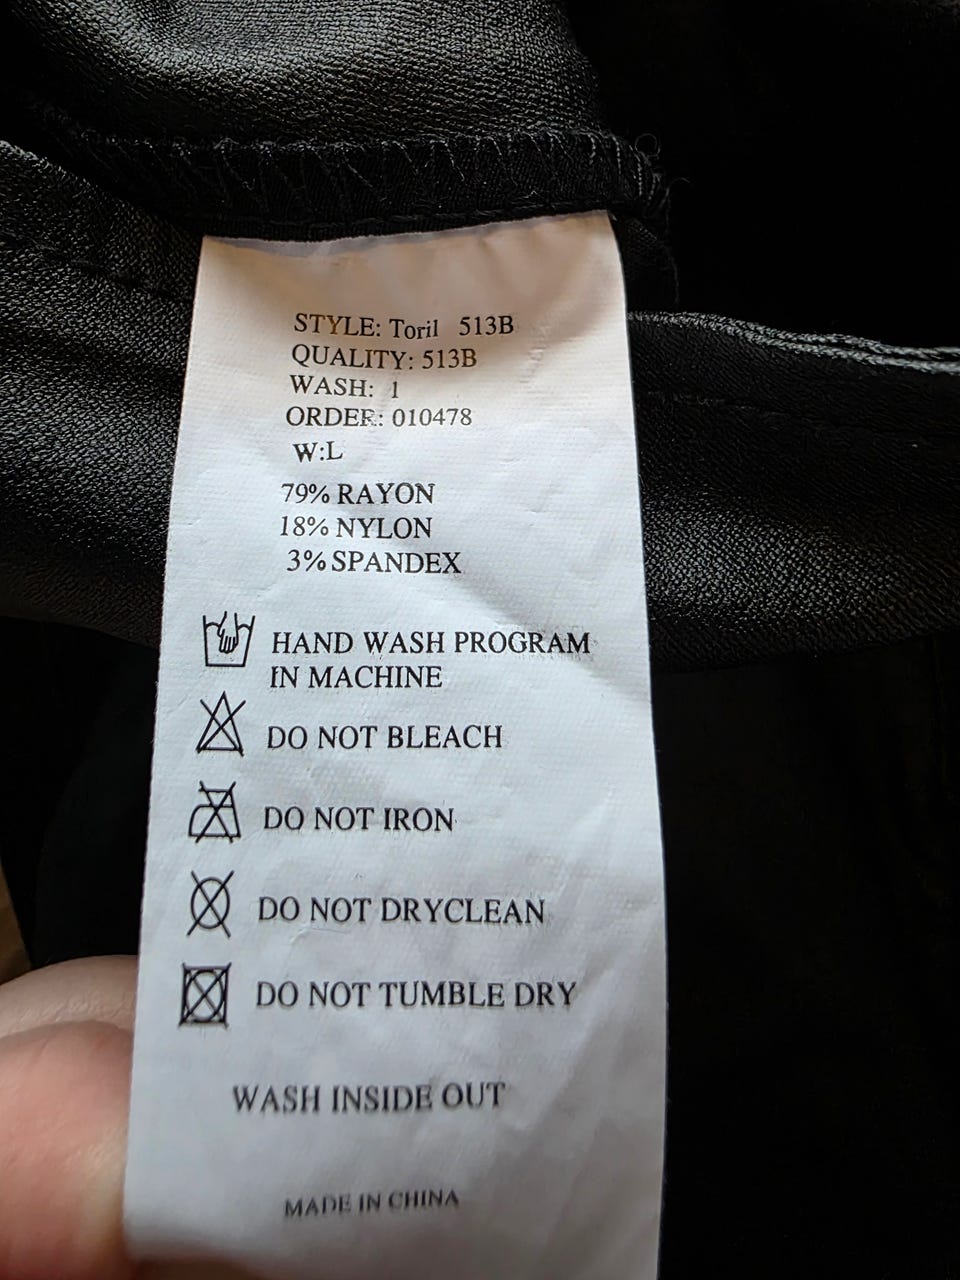 STYLE: Toril 513B
QUALITY: 513B
WASH: 1
ORDER: 010478
W:L
79% RAYON
18% NYLON
3% SPANDEX
HAND WASH PROGRAM
IN MACHINE
DO NOT BLEACH
DO NOT IRON
DO NOT DRYCLEAN
DO NOT TUMBLE DRY
WASH INSIDE OUT
MADE IN CHINA